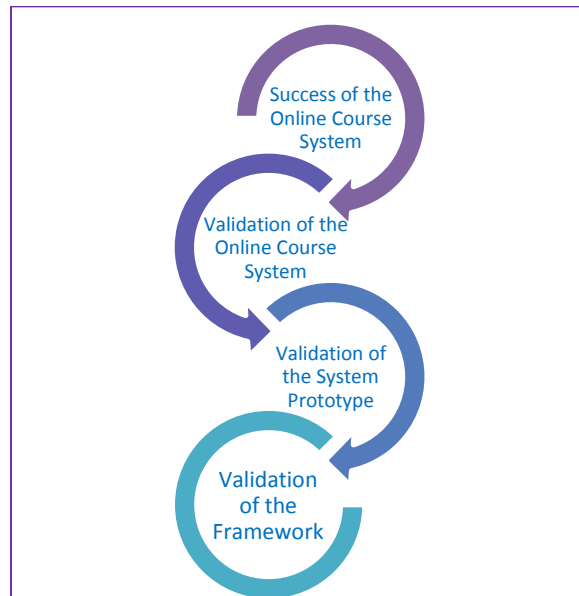 Success of the
Online Course
System
Validation of the
Online Course
System
Validation of
the System
Prototype
Validation
of the
Framework